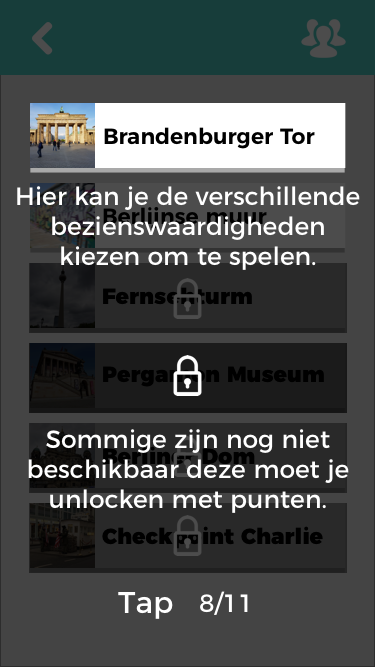 Brandenburger Tor
Hier kan je de verschillende
Berlijnse muur
bezienswaardigheden
kiezen om te spelen.
Fernsehturm
Pergamon Museum
Sommige zijn nog niet
Berliner Dom
beschikbaar deze moet je
unlocken met punten.
Checkpoint Charlie
Tap 8/11